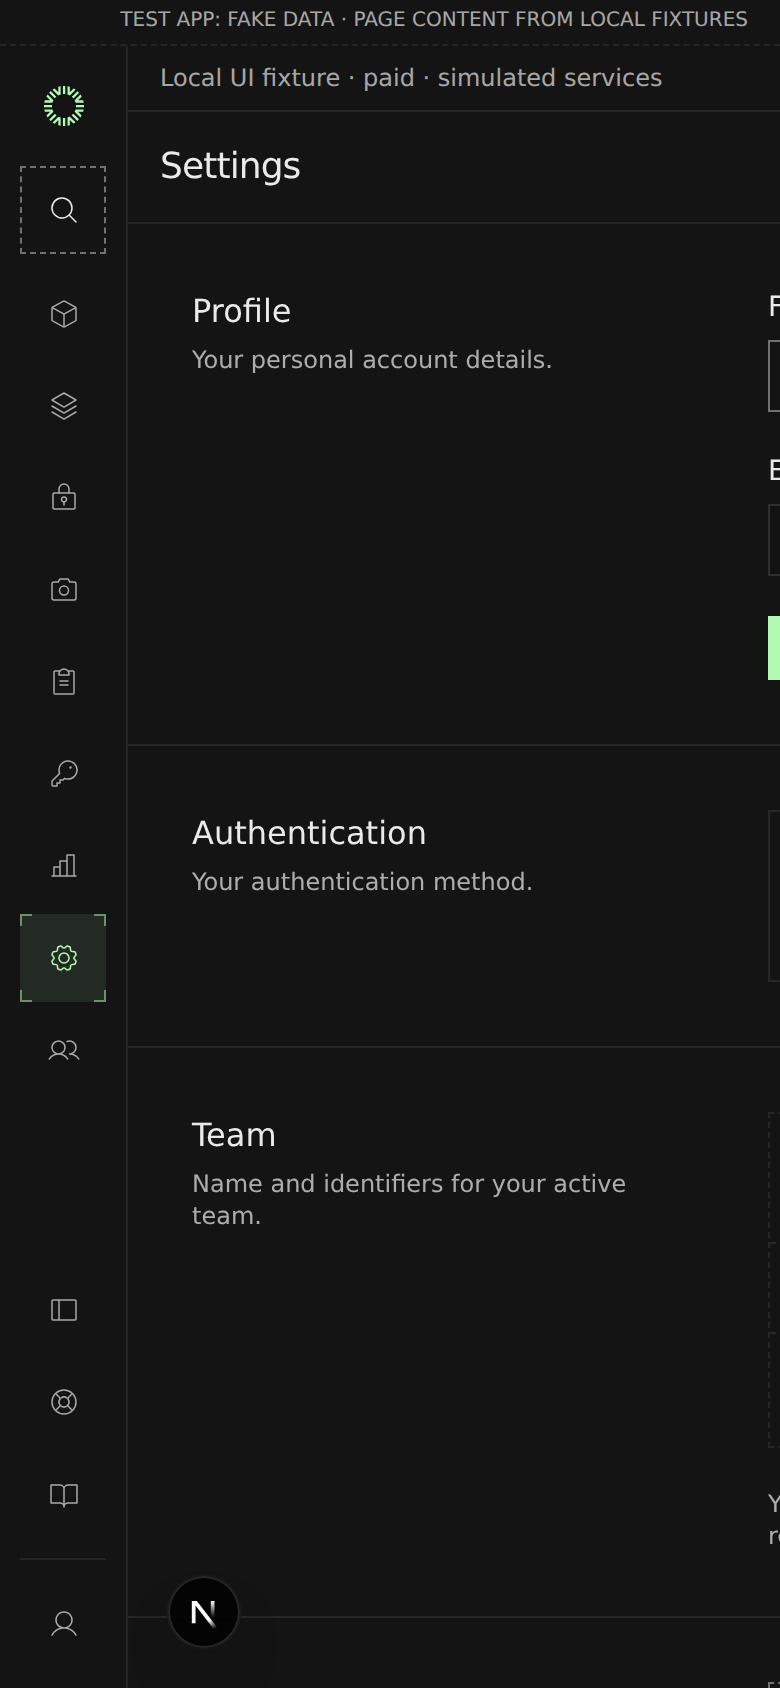 TEST APP: FAKE DATA · PAGE CONTENT FROM LOCAL FIXTURES
Local UI fixture · paid · simulated services
Settings
Profile
Your personal account details.
Authentication
Your authentication method.
Team
Name and identifiers for your active
team.
N